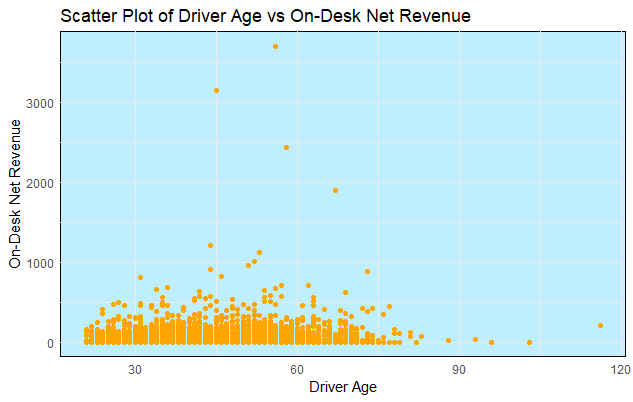 Scatter Plot of Driver Age vs On-Desk Net Revenue
On-Desk Net Revenue
3000
2000
1000
0
30 60 90 120
Driver Age